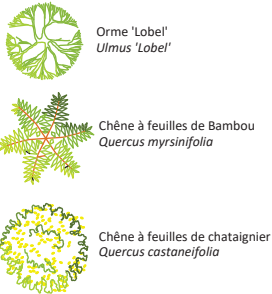 Orme 'Lobel'
Ulmus 'Lobel'
Chêne à feuilles de Bambou
Quercus myrsinifolia
Chêne à feuilles de chataignier
Quercus castaneifolia